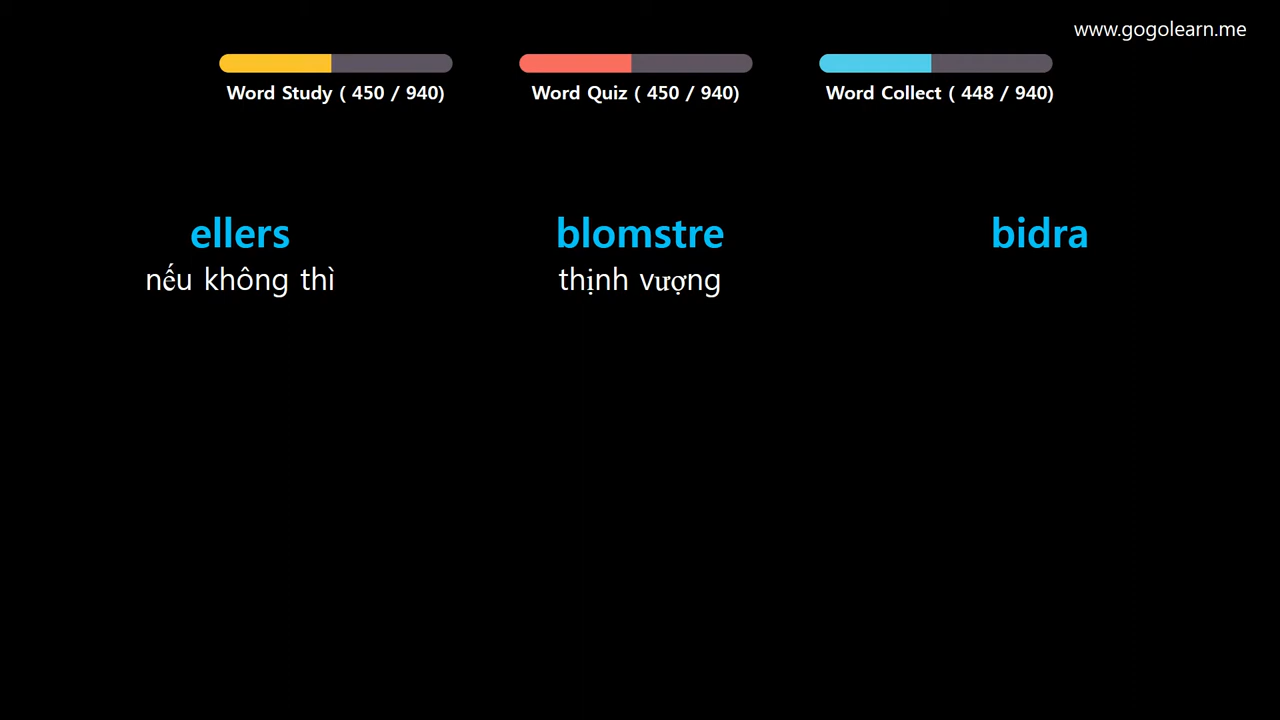 www.gogolearn.me
Word Study ( 450 / 940)
Word Quiz ( 450 / 940)
Word Collect ( 448 / 940)
ellers
nếu không thì
blomstre
thịnh vượng
bidra